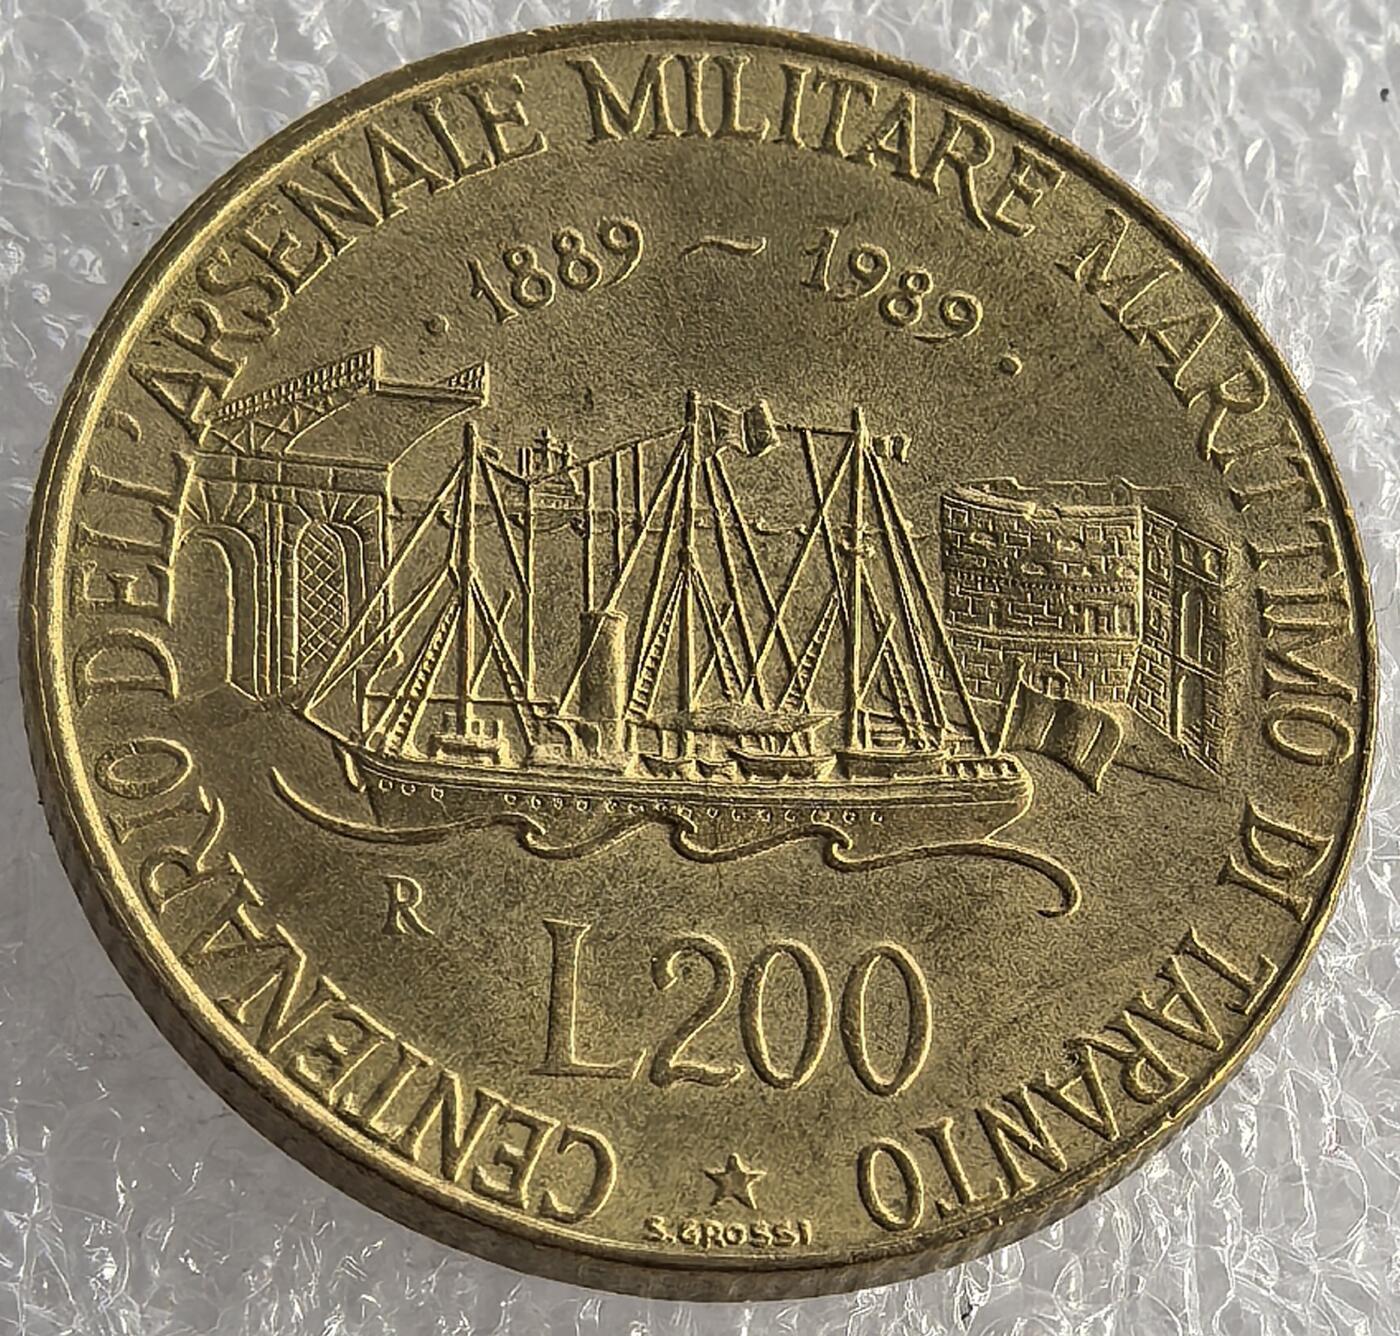 CENTENARIO DELL'ARSENALE MILITARE MARITTIMO DI TARANTO
· 1889 ~ 1989 ·
R
L200
S.GROSSI